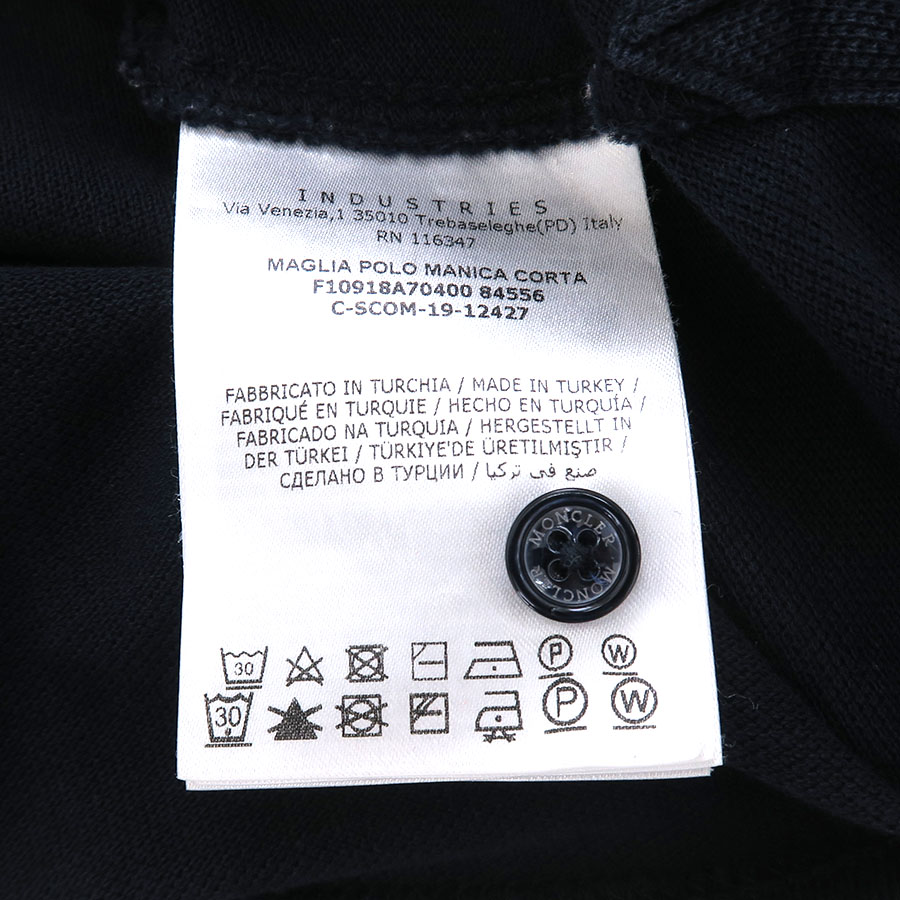 INDUSTRIES
Via Venezia,1 35010 Trebaseleghe(PD) Italy
RN 116347
MAGLIA POLO MANICA CORTA
F10918A70400 84556
C-SCOM-19-12427
FABBRICATO IN TURCHIA / MADE IN TURKEY /
FABRIQUÉ EN TURQUIE / HECHO EN TURQUÍA /
FABRICADO NA TURQUIA / HERGESTELLT IN
DER TÜRKEI / TÜRKIYE'DE ÜRETILMIŞTIR /
СДЕЛАНО В ТУРЦИИ / صنع في تركيا
MONCLER
MONCLER
30 P W
30 P W